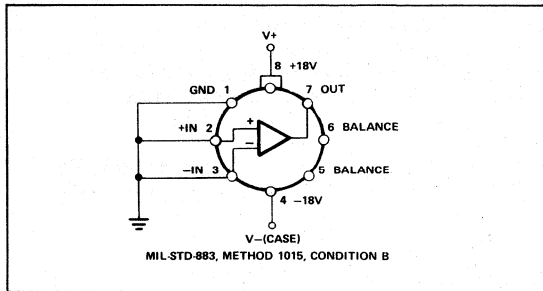 V+
8 +18V
GND 1
7 OUT
+IN 2
+
6 BALANCE
−
−IN 3
5 BALANCE
4 −18V
V−(CASE)
MIL-STD-883, METHOD 1015, CONDITION B